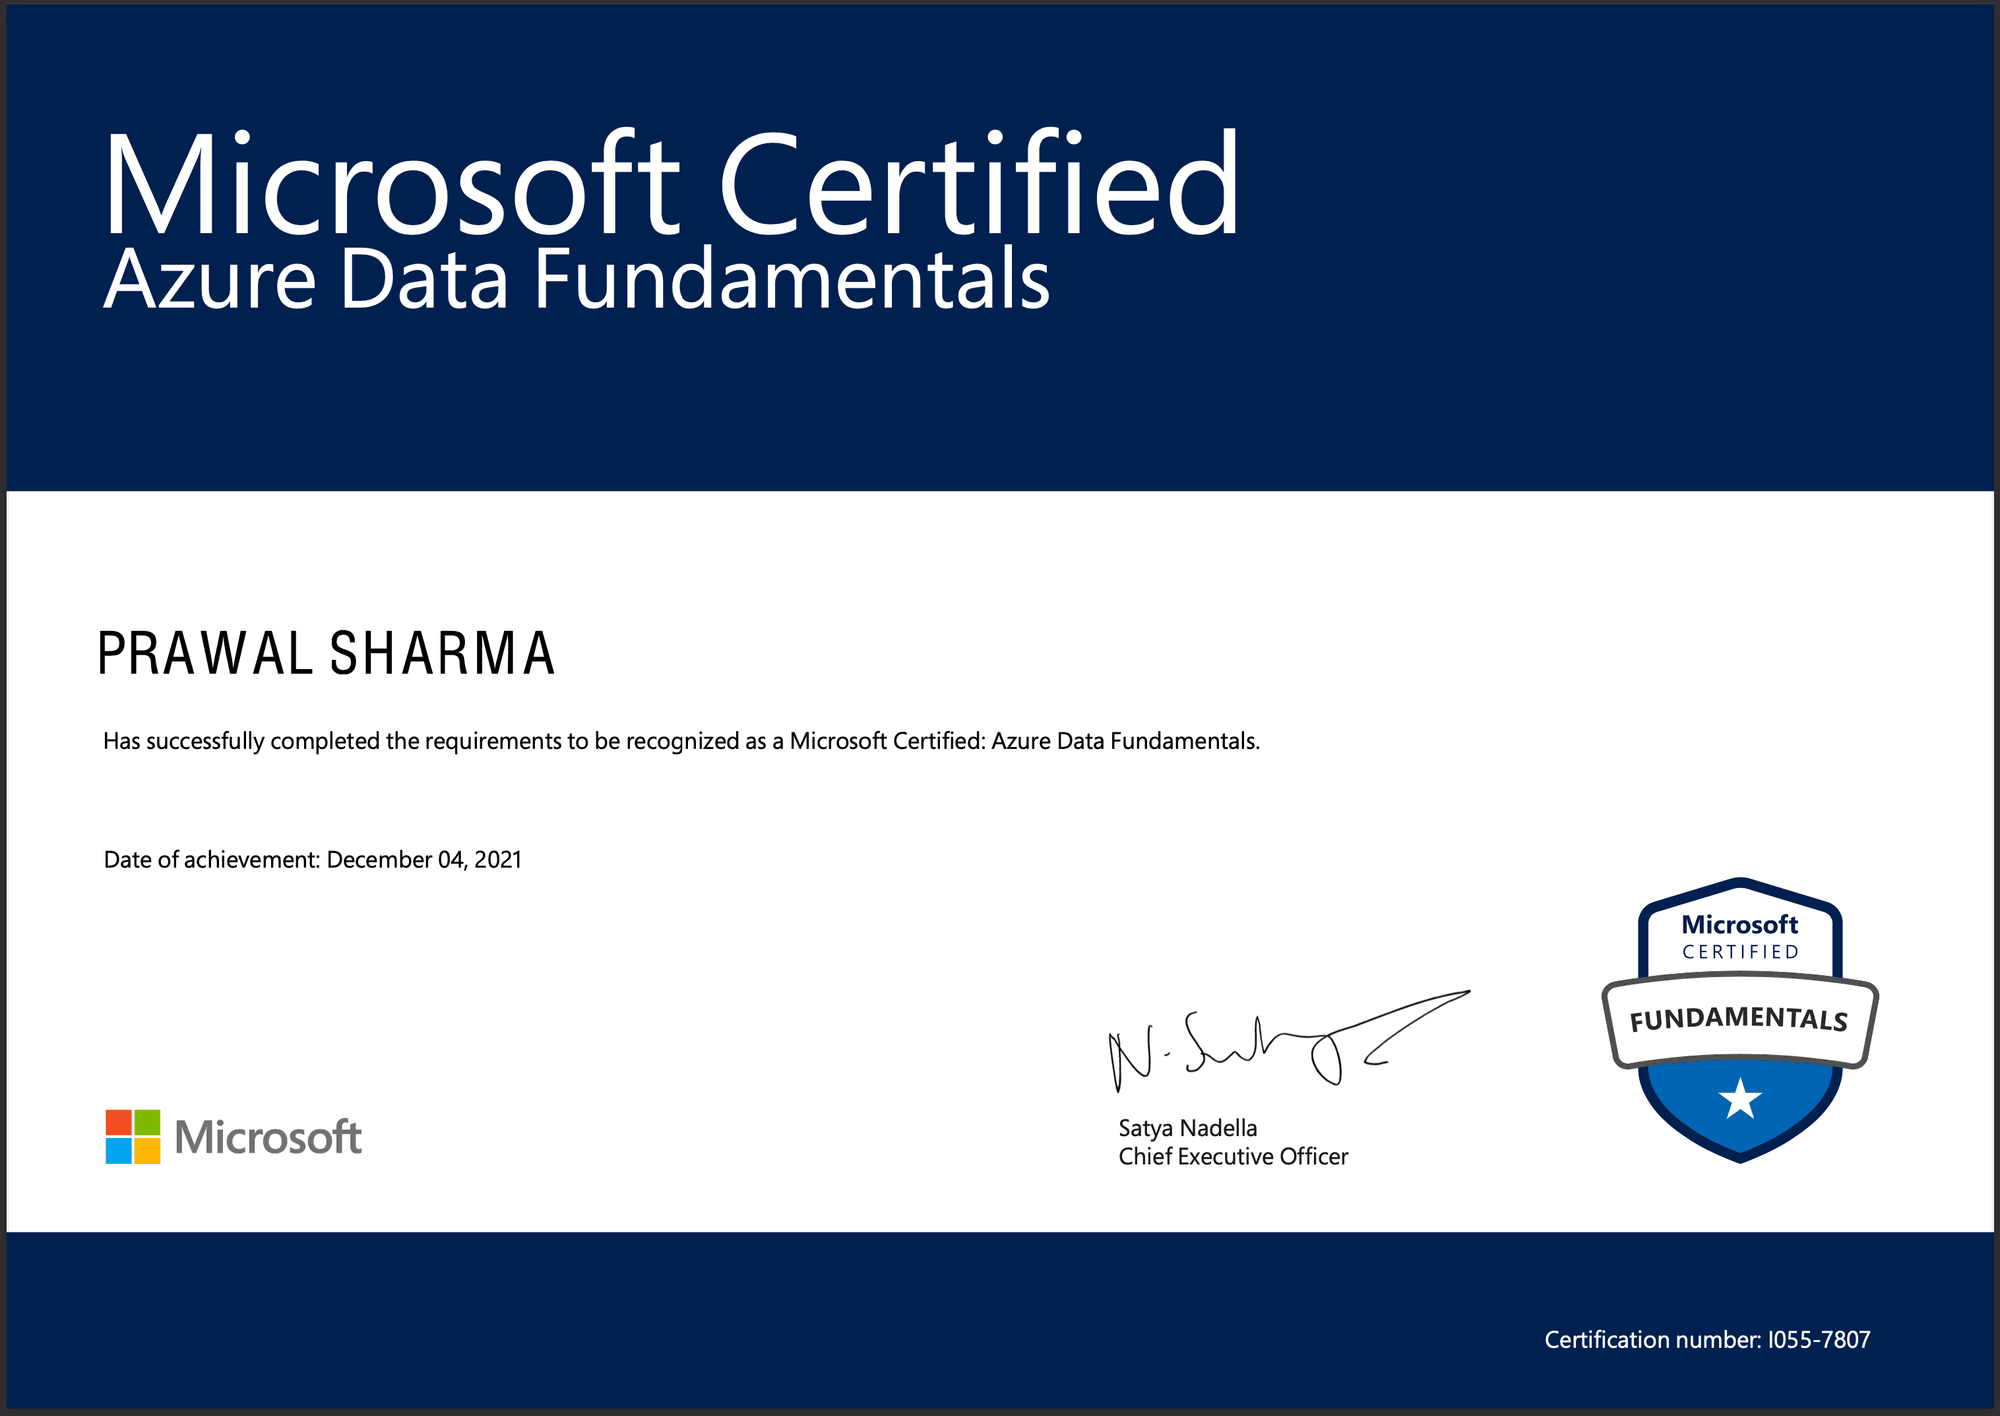 Microsoft Certified
Azure Data Fundamentals
PRAWAL SHARMA
Has successfully completed the requirements to be recognized as a Microsoft Certified: Azure Data Fundamentals.
Date of achievement: December 04, 2021
Microsoft
CERTIFIED
FUNDAMENTALS
Satya Nadella
Chief Executive Officer
Microsoft
Certification number: I055-7807